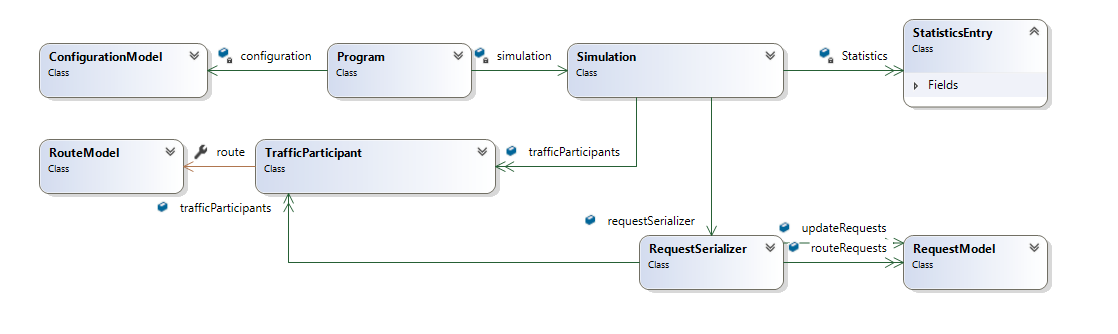 StatisticsEntry
Class
Fields
ConfigurationModel
Class
configuration
Program
Class
simulation
Simulation
Class
Statistics
RouteModel
Class
route
TrafficParticipant
Class
trafficParticipants
trafficParticipants
requestSerializer
RequestSerializer
Class
updateRequests
routeRequests
RequestModel
Class